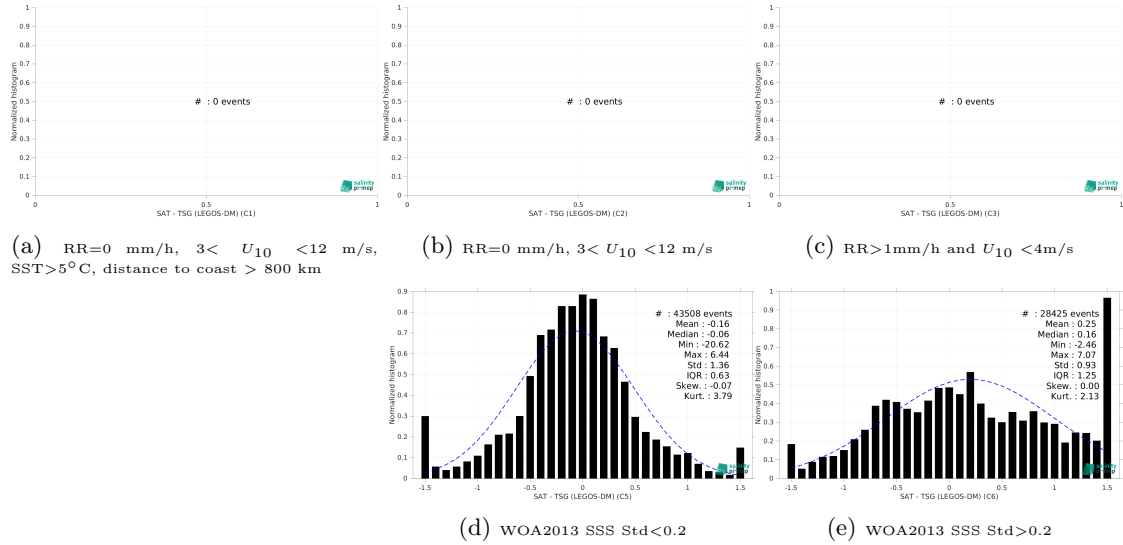 1
0.9
0.8
0.7
0.6
0.5
0.4
0.3
0.2
0.1
0
Normalized histogram
# : 0 events
salinity
pi-mep
0 0.5 1
SAT - TSG (LEGOS-DM) (C1)
1
0.9
0.8
0.7
0.6
0.5
0.4
0.3
0.2
0.1
0
Normalized histogram
# : 0 events
salinity
pi-mep
0 0.5 1
SAT - TSG (LEGOS-DM) (C2)
1
0.9
0.8
0.7
0.6
0.5
0.4
0.3
0.2
0.1
0
Normalized histogram
# : 0 events
salinity
pi-mep
0 0.5 1
SAT - TSG (LEGOS-DM) (C3)
(a) RR=0 mm/h, 3< U10 <12 m/s,
SST>5°C, distance to coast > 800 km
(b) RR=0 mm/h, 3< U10 <12 m/s
(c) RR>1mm/h and U10 <4m/s
0.9
0.8
0.7
0.6
0.5
0.4
0.3
0.2
0.1
0
Normalized histogram
# : 43508 events
Mean : -0.16
Median : -0.06
Min : -20.62
Max : 6.44
Std : 1.36
IQR : 0.63
Skew. : -0.07
Kurt. : 3.79
salinity
pi-mep
-1.5 -1 -0.5 0 0.5 1 1.5
SAT - TSG (LEGOS-DM) (C5)
1
0.9
0.8
0.7
0.6
0.5
0.4
0.3
0.2
0.1
0
Normalized histogram
# : 28425 events
Mean : 0.25
Median : 0.16
Min : -2.46
Max : 7.07
Std : 0.93
IQR : 1.25
Skew. : 0.00
Kurt. : 2.13
salinity
pi-mep
-1.5 -1 -0.5 0 0.5 1 1.5
SAT - TSG (LEGOS-DM) (C6)
(d) WOA2013 SSS Std<0.2
(e) WOA2013 SSS Std>0.2